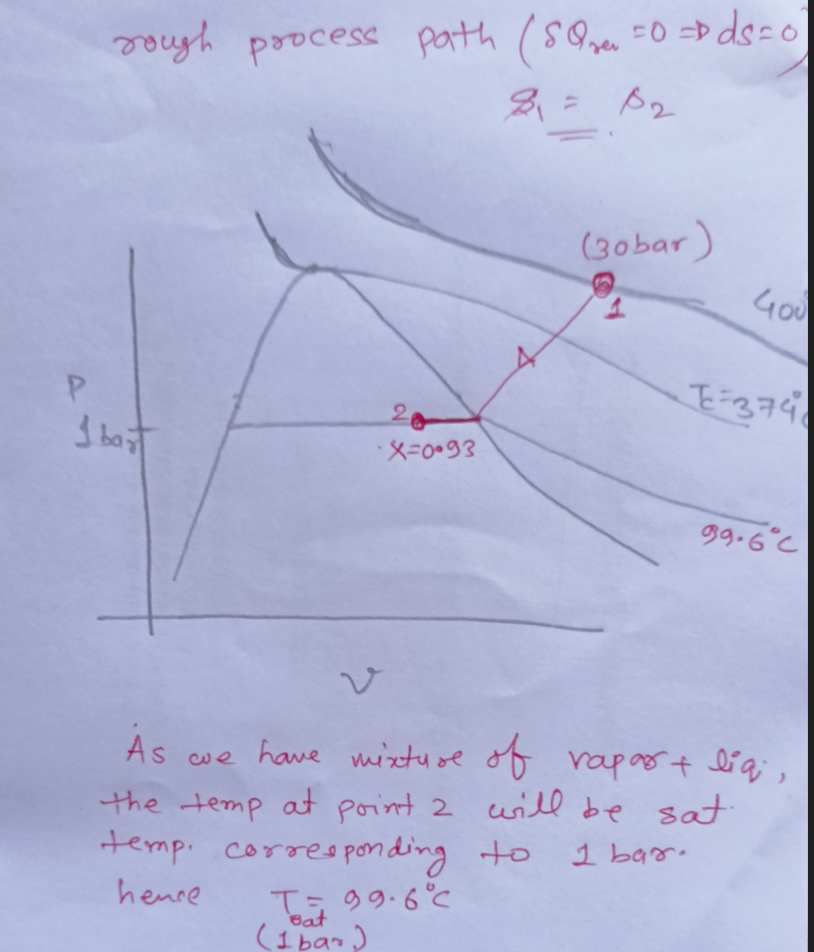 rough process path (δQrev = 0 ⇒ ds = 0)
s₁ = s₂
(30bar)
1
400
Tc = 374°C
P
1 bar
2
X=0.93
99.6°C
V
As we have mixture of vapor + liq,
the temp at point 2 will be sat
temp. corresponding to 1 bar.
hence Tsat = 99.6°C
(1 bar)